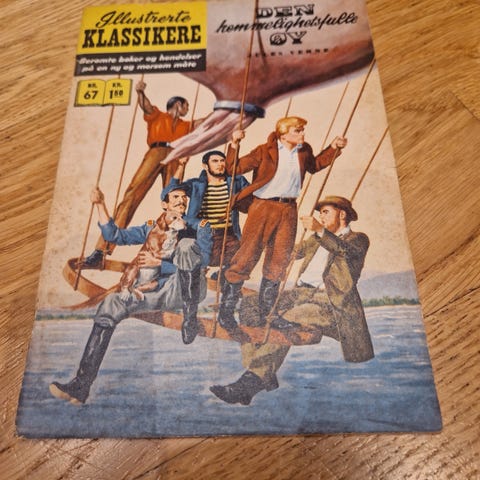 Illustrerte
KLASSIKERE
Berømte bøker og hendelser
på en ny og morsom måte
NR. 67
KR. 1.50
DEN
hemmelighetsfulle
ØY
JULES VERNE